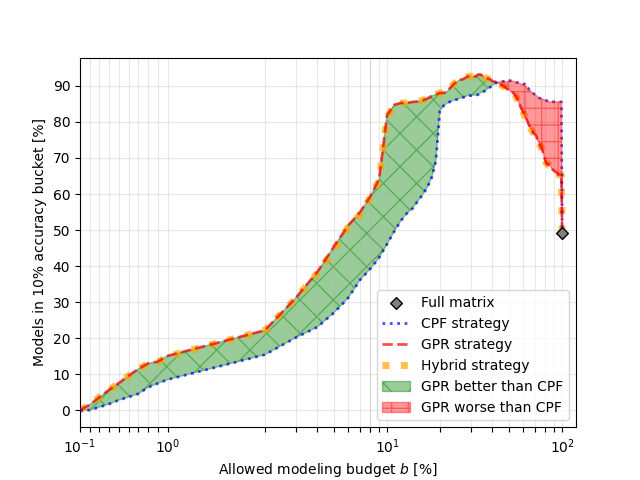 Models in 10% accuracy bucket [%]
90
80
70
60
50
40
30
20
10
0
10⁻¹ 10⁰ 10¹ 10²
Allowed modeling budget b [%]
Full matrix
CPF strategy
GPR strategy
Hybrid strategy
GPR better than CPF
GPR worse than CPF